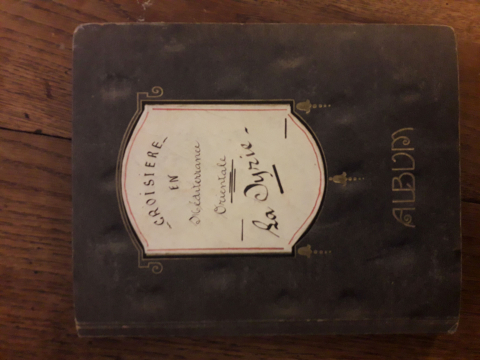 CROISIERE
EN
Méditerranée
Orientale
La Syrie
ALBUM